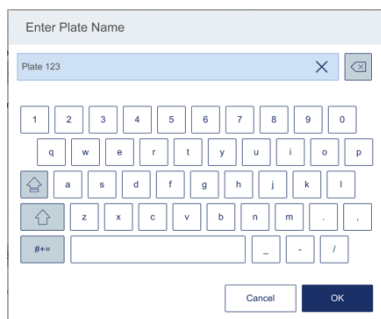 Enter Plate Name
Plate 123
1 2 3 4 5 6 7 8 9 0
q w e r t y u i o p
a s d f g h j k l
z x c v b n m . ,
#+= _ - /
Cancel OK